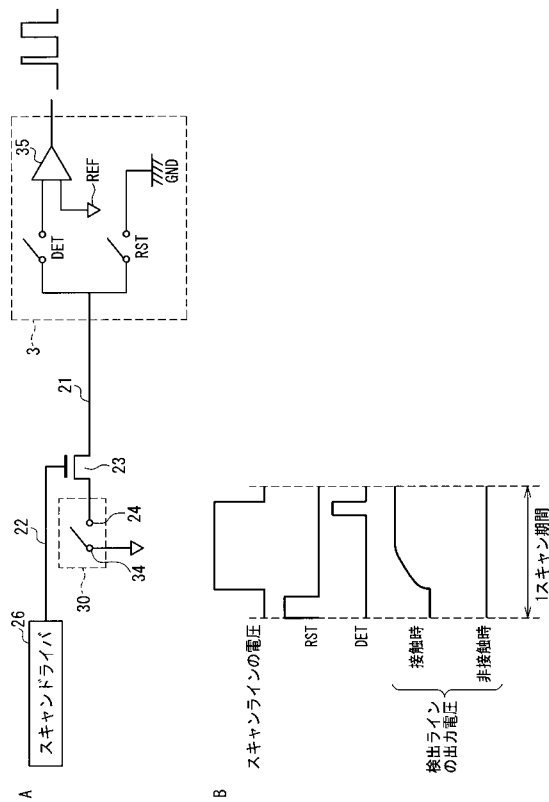 A
26
スキャンドライバ
22
30
34
24
23
21
3
DET
RST
35
REF
GND
B
スキャンラインの電圧
RST
DET
接触時
非接触時
検出ライン
の出力電圧
1スキャン期間